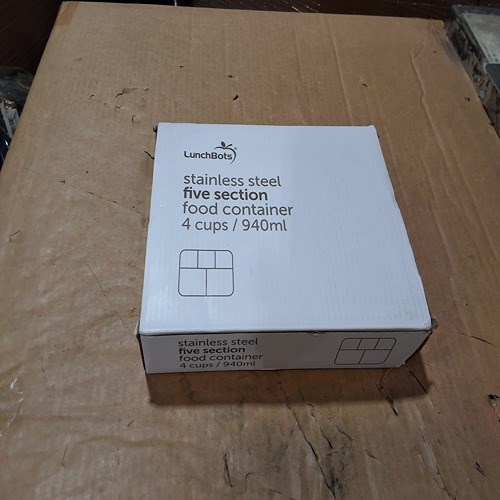 LunchBots
stainless steel
five section
food container
4 cups / 940ml
stainless steel
five section
food container
4 cups / 940ml